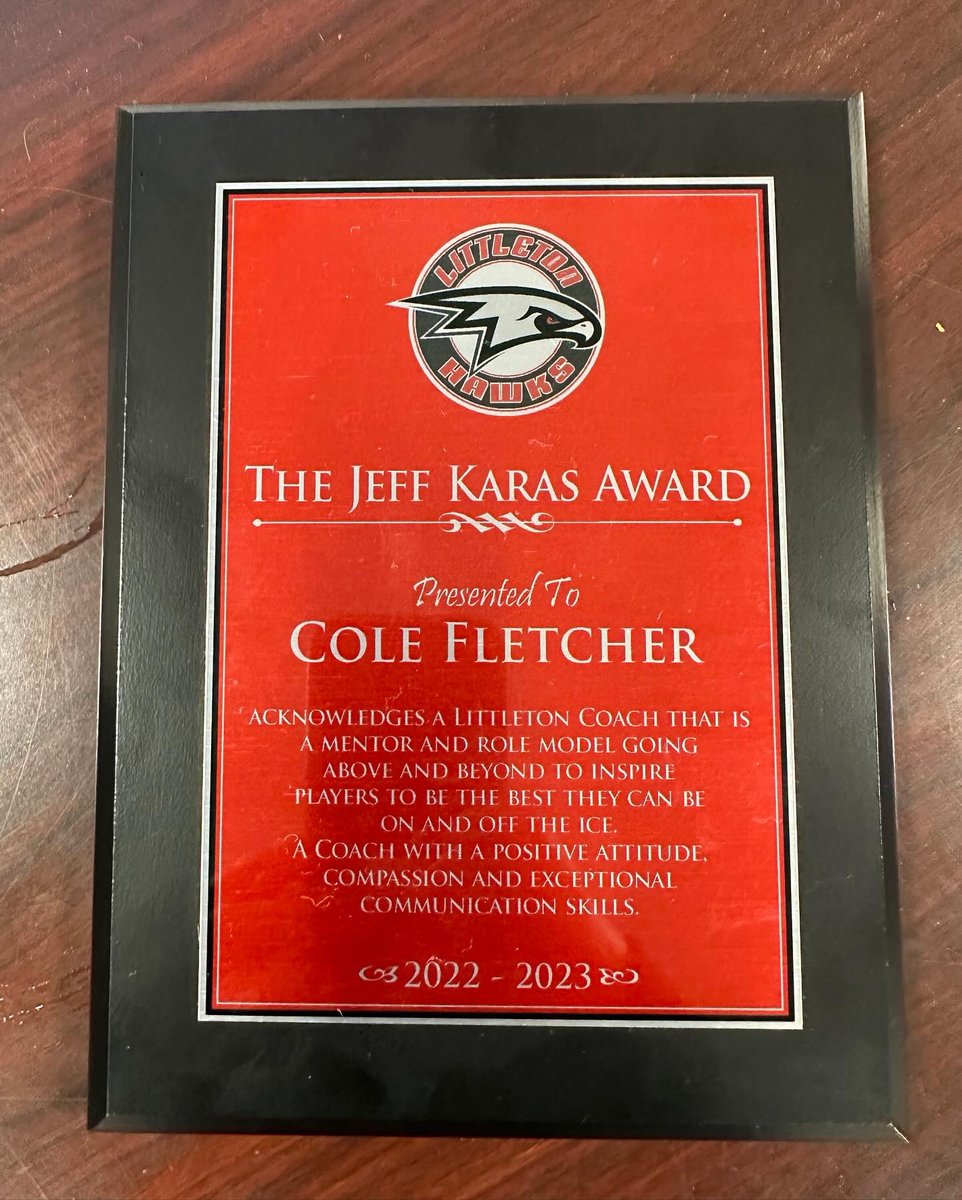 LITTLETON
HAWKS
THE JEFF KARAS AWARD
Presented To
COLE FLETCHER
ACKNOWLEDGES A LITTLETON COACH THAT IS
A MENTOR AND ROLE MODEL GOING
ABOVE AND BEYOND TO INSPIRE
PLAYERS TO BE THE BEST THEY CAN BE
ON AND OFF THE ICE.
A COACH WITH A POSITIVE ATTITUDE,
COMPASSION AND EXCEPTIONAL
COMMUNICATION SKILLS.
2022 - 2023